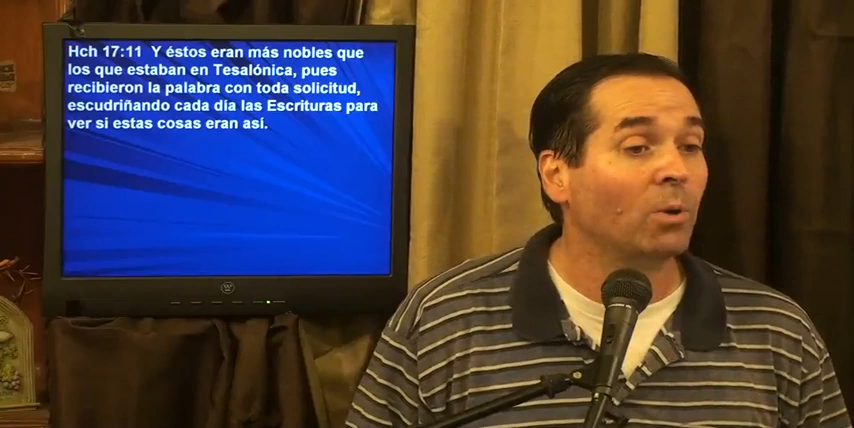 Hch 17:11 Y éstos eran más nobles que
los que estaban en Tesalónica, pues
recibieron la palabra con toda solicitud,
escudriñando cada día las Escrituras para
ver si estas cosas eran así.